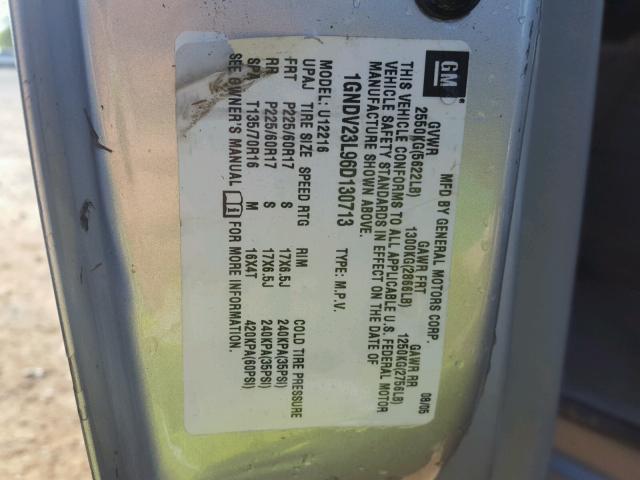 GM
MFD BY GENERAL MOTORS CORP. 08/05
GVWR GAWR FRT GAWR RR
2550KG(5622LB) 1300KG(2866LB) 1250KG(2756LB)
THIS VEHICLE CONFORMS TO ALL APPLICABLE U.S. FEDERAL MOTOR
VEHICLE SAFETY STANDARDS IN EFFECT ON THE DATE OF
MANUFACTURE SHOWN ABOVE.
1GNDV23L96D130713 TYPE: M.P.V.
MODEL: U12216
UPAJ TIRE SIZE SPEED RTG RIM COLD TIRE PRESSURE
FRT P225/60R17 S 17X6.5J 240KPA(35PSI)
RR P225/60R17 S 17X6.5J 240KPA(35PSI)
SPA T135/70R16 M 16X4T 420KPA(60PSI)
SEE OWNER'S MANUAL FOR MORE INFORMATION.